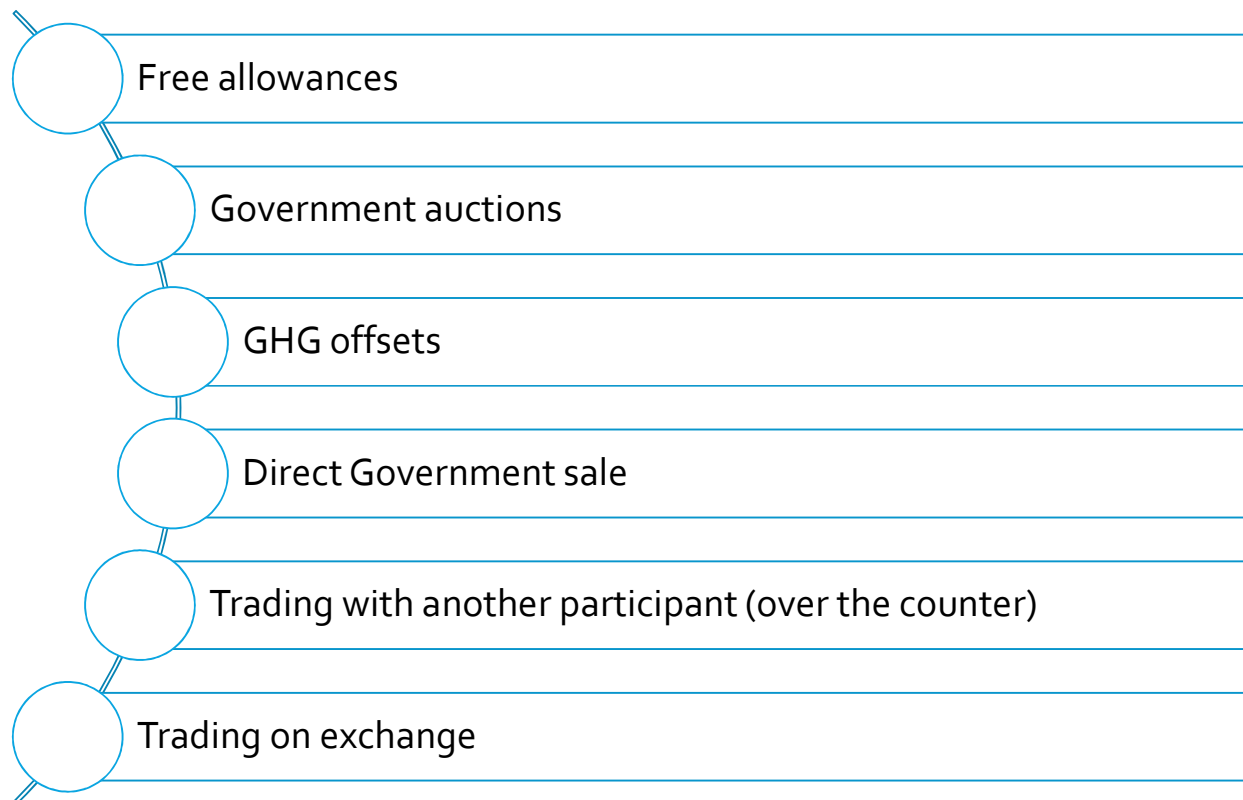 Free allowances
Government auctions
GHG offsets
Direct Government sale
Trading with another participant (over the counter)
Trading on exchange